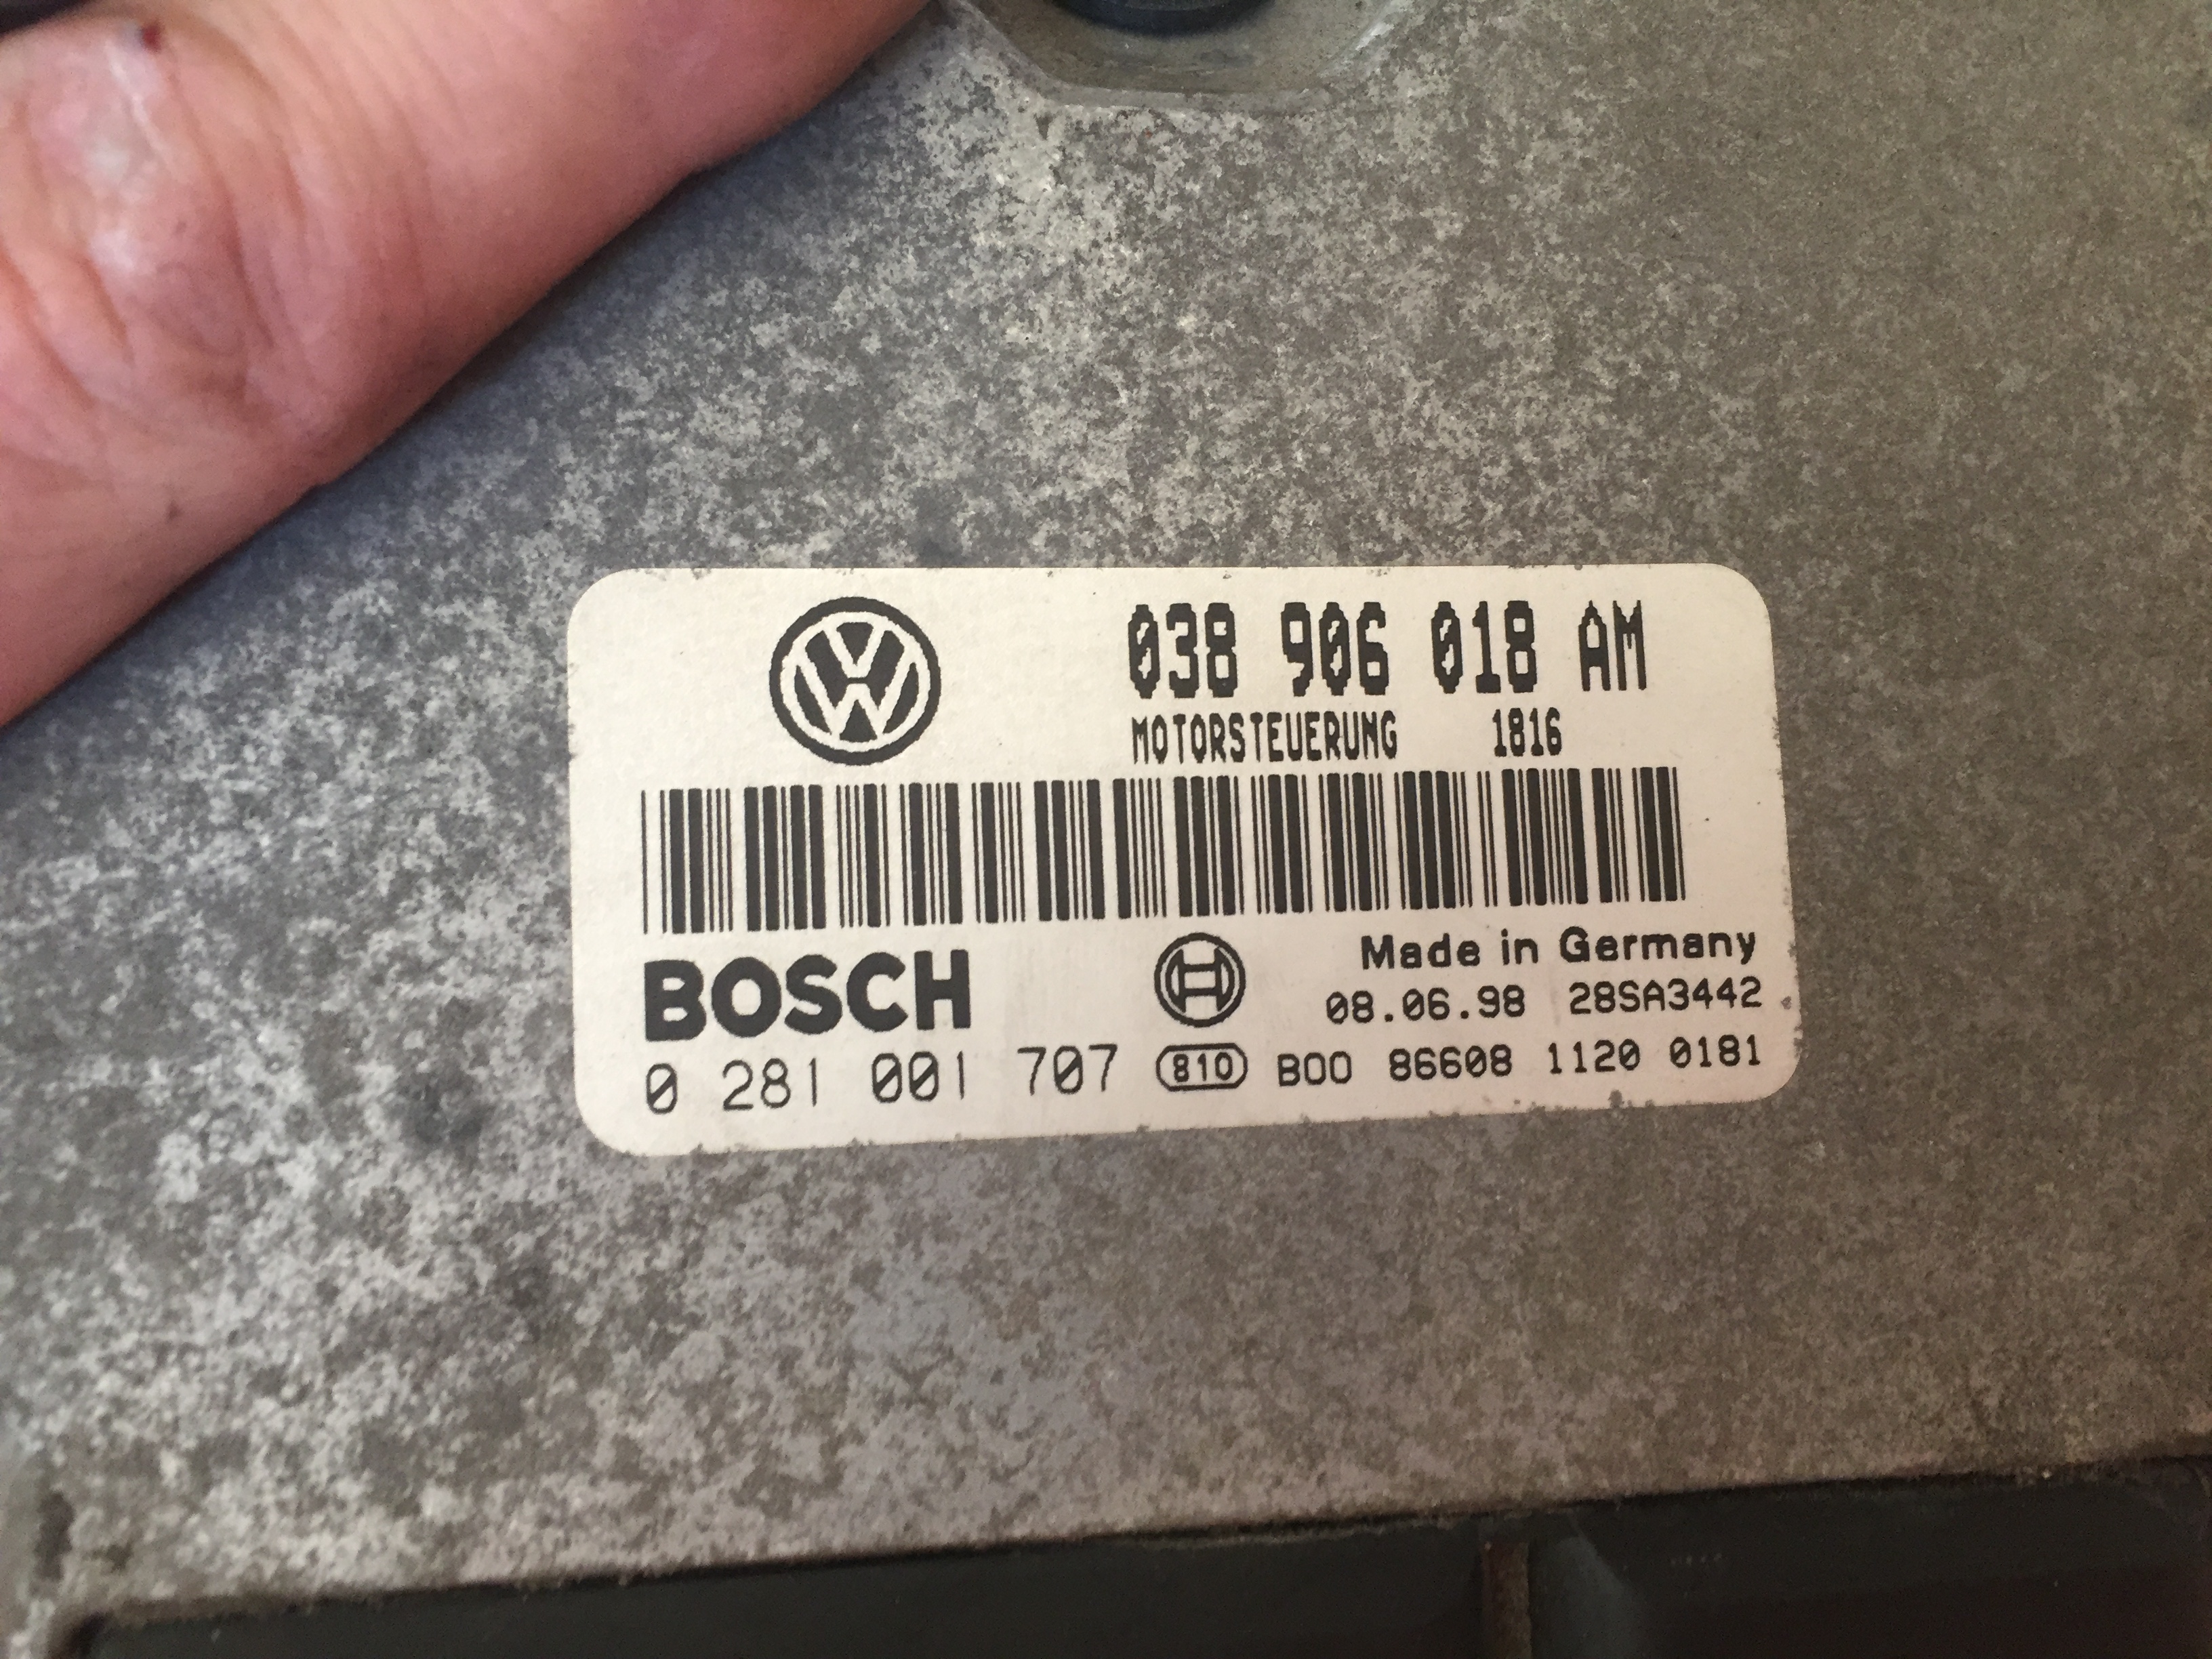 038 906 018 AM
MOTORSTEUERUNG 1816
BOSCH
Made in Germany
08.06.98 28SA3442
0 281 001 707 810 B00 86608 1120 0181